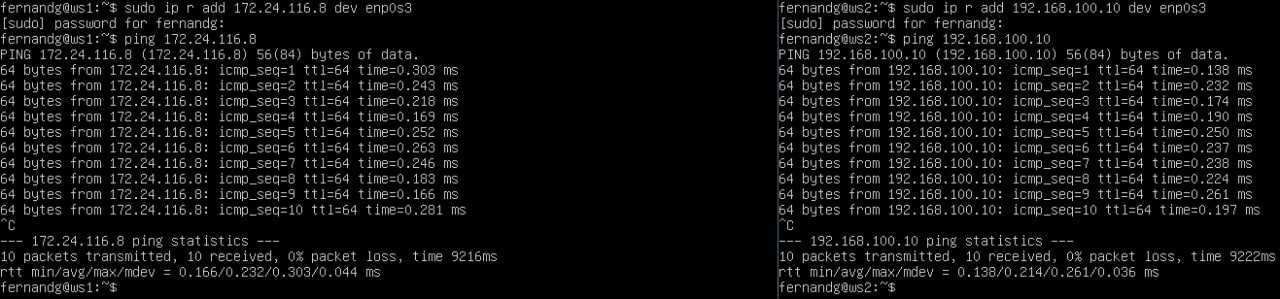 fernandg@ws1:~$ sudo ip r add 172.24.116.8 dev enp0s3
[sudo] password for fernandg:
fernandg@ws1:~$ ping 172.24.116.8
PING 172.24.116.8 (172.24.116.8) 56(84) bytes of data.
64 bytes from 172.24.116.8: icmp_seq=1 ttl=64 time=0.303 ms
64 bytes from 172.24.116.8: icmp_seq=2 ttl=64 time=0.243 ms
64 bytes from 172.24.116.8: icmp_seq=3 ttl=64 time=0.218 ms
64 bytes from 172.24.116.8: icmp_seq=4 ttl=64 time=0.169 ms
64 bytes from 172.24.116.8: icmp_seq=5 ttl=64 time=0.252 ms
64 bytes from 172.24.116.8: icmp_seq=6 ttl=64 time=0.263 ms
64 bytes from 172.24.116.8: icmp_seq=7 ttl=64 time=0.246 ms
64 bytes from 172.24.116.8: icmp_seq=8 ttl=64 time=0.183 ms
64 bytes from 172.24.116.8: icmp_seq=9 ttl=64 time=0.166 ms
64 bytes from 172.24.116.8: icmp_seq=10 ttl=64 time=0.281 ms
^C
--- 172.24.116.8 ping statistics ---
10 packets transmitted, 10 received, 0% packet loss, time 9216ms
rtt min/avg/max/mdev = 0.166/0.232/0.303/0.044 ms
fernandg@ws1:~$
fernandg@ws2:~$ sudo ip r add 192.168.100.10 dev enp0s3
[sudo] password for fernandg:
fernandg@ws2:~$ ping 192.168.100.10
PING 192.168.100.10 (192.168.100.10) 56(84) bytes of data.
64 bytes from 192.168.100.10: icmp_seq=1 ttl=64 time=0.138 ms
64 bytes from 192.168.100.10: icmp_seq=2 ttl=64 time=0.232 ms
64 bytes from 192.168.100.10: icmp_seq=3 ttl=64 time=0.174 ms
64 bytes from 192.168.100.10: icmp_seq=4 ttl=64 time=0.190 ms
64 bytes from 192.168.100.10: icmp_seq=5 ttl=64 time=0.250 ms
64 bytes from 192.168.100.10: icmp_seq=6 ttl=64 time=0.237 ms
64 bytes from 192.168.100.10: icmp_seq=7 ttl=64 time=0.238 ms
64 bytes from 192.168.100.10: icmp_seq=8 ttl=64 time=0.224 ms
64 bytes from 192.168.100.10: icmp_seq=9 ttl=64 time=0.261 ms
64 bytes from 192.168.100.10: icmp_seq=10 ttl=64 time=0.197 ms
^C
--- 192.168.100.10 ping statistics ---
10 packets transmitted, 10 received, 0% packet loss, time 9222ms
rtt min/avg/max/mdev = 0.138/0.214/0.261/0.036 ms
fernandg@ws2:~$